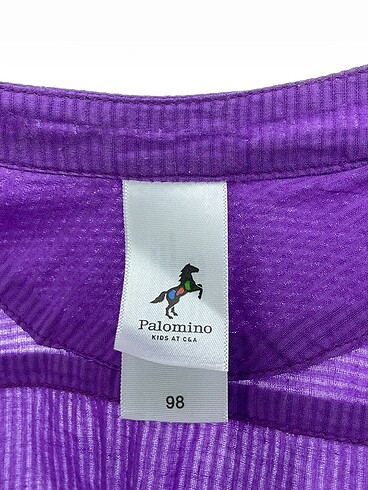 Palomino
KIDS AT C&A
98